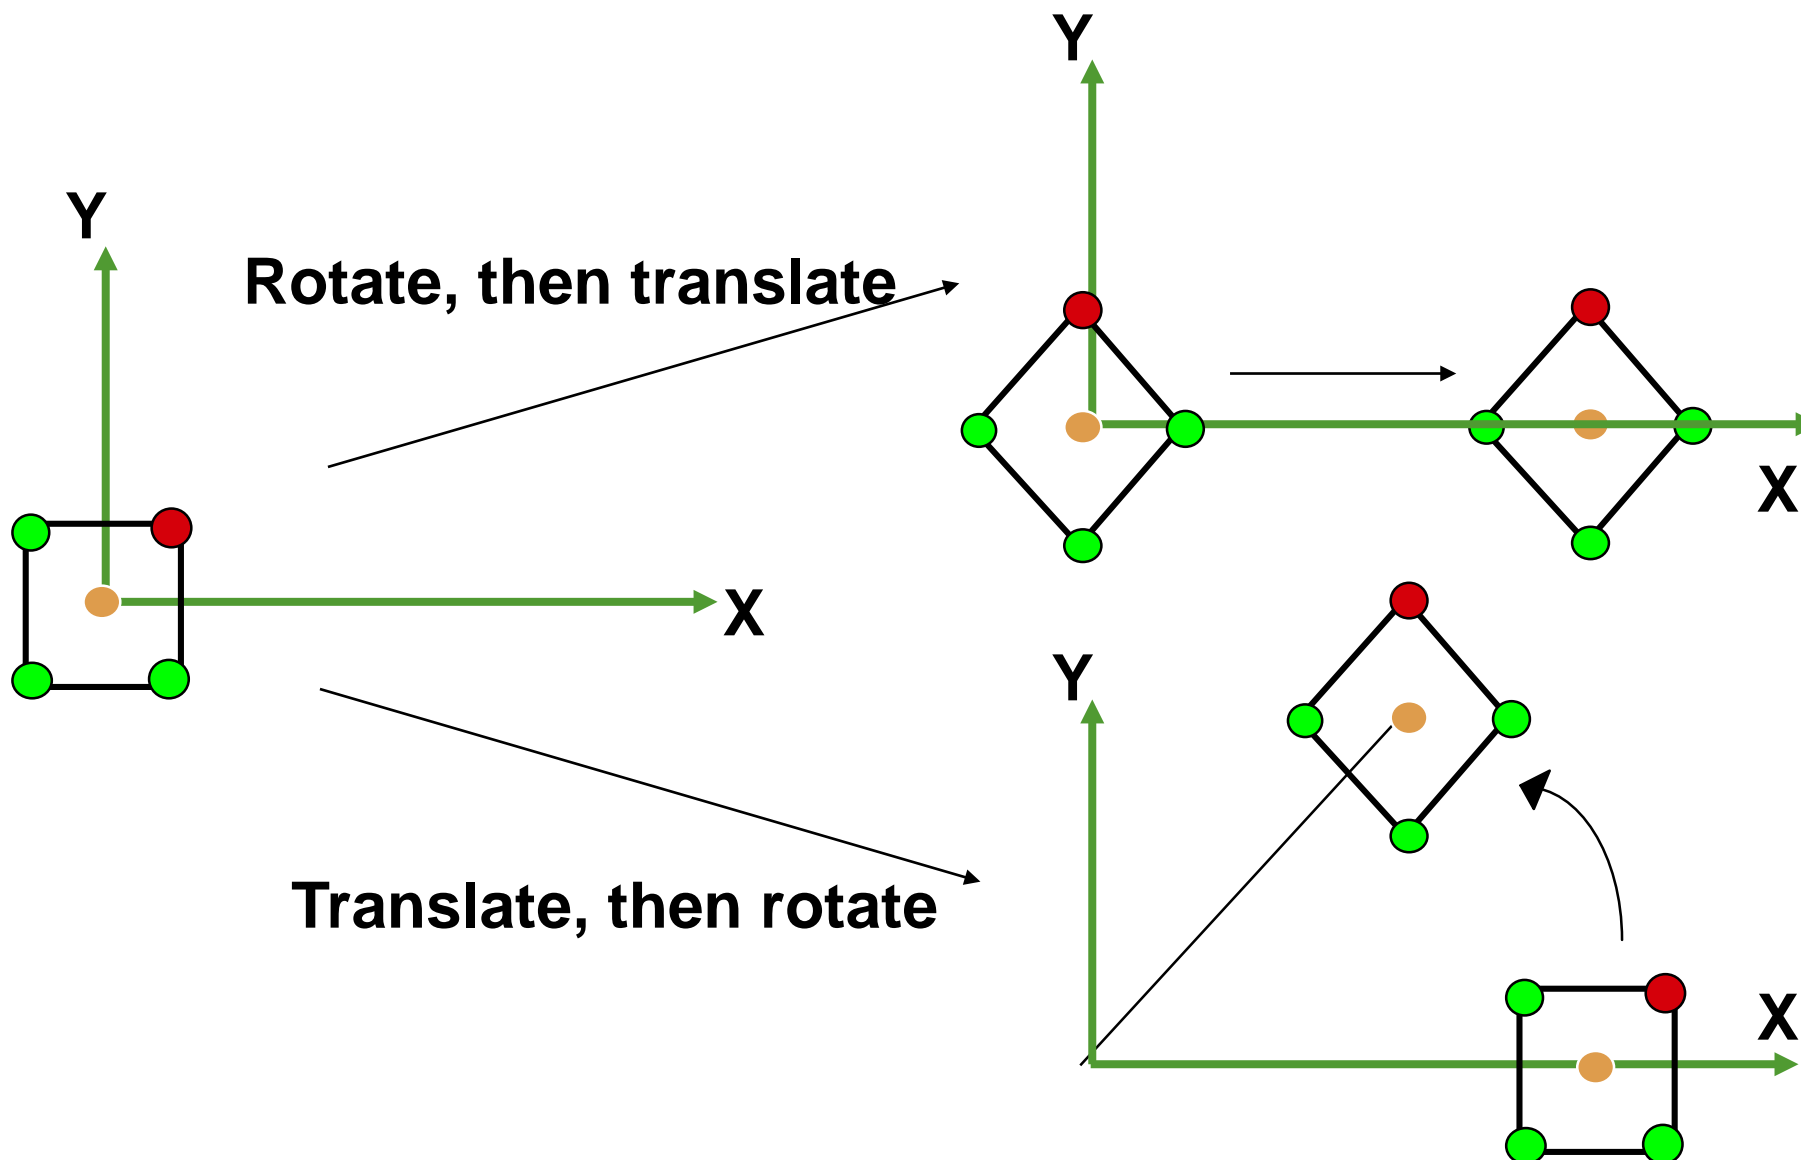 Y
Y
Rotate, then translate
X
X
Y
Translate, then rotate
X